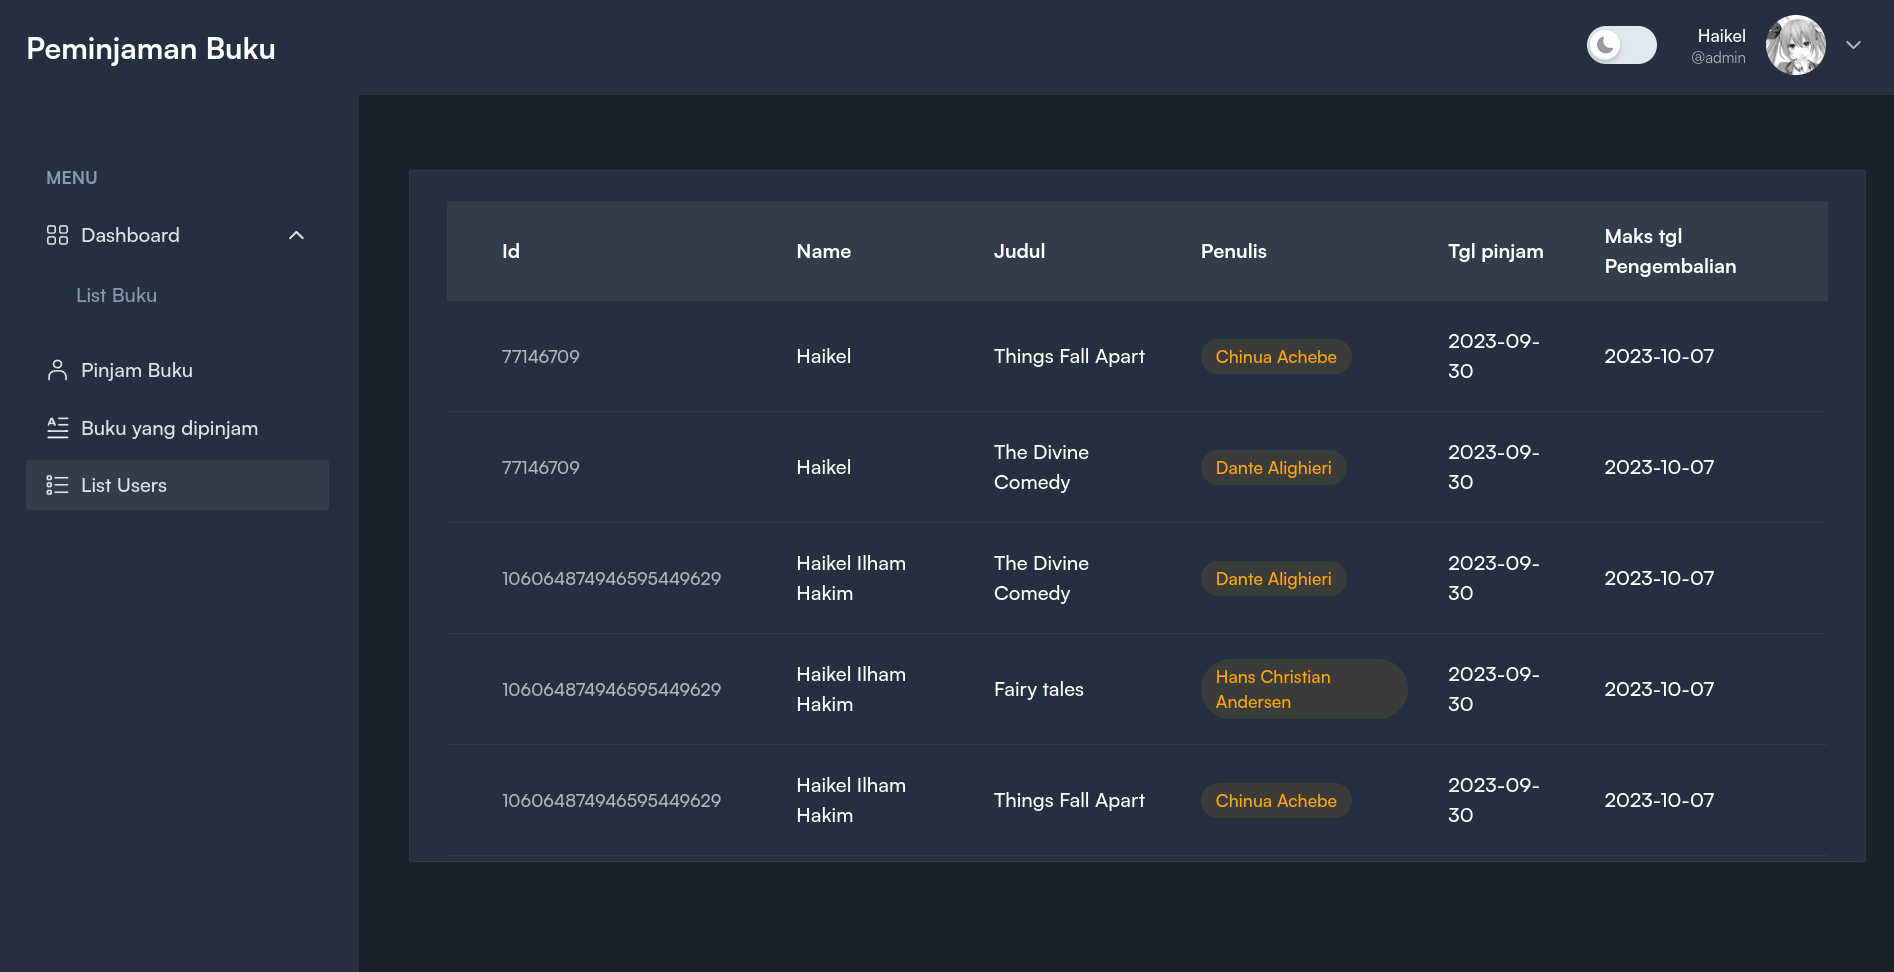 Peminjaman Buku
Haikel
@admin
MENU
Dashboard
List Buku
Pinjam Buku
Buku yang dipinjam
List Users
Id Name Judul Penulis Tgl pinjam Maks tgl
Pengembalian
77146709 Haikel Things Fall Apart Chinua Achebe 2023-09-
30 2023-10-07
77146709 Haikel The Divine
Comedy Dante Alighieri 2023-09-
30 2023-10-07
106064874946595449629 Haikel Ilham
Hakim The Divine
Comedy Dante Alighieri 2023-09-
30 2023-10-07
106064874946595449629 Haikel Ilham
Hakim Fairy tales Hans Christian
Andersen 2023-09-
30 2023-10-07
106064874946595449629 Haikel Ilham
Hakim Things Fall Apart Chinua Achebe 2023-09-
30 2023-10-07